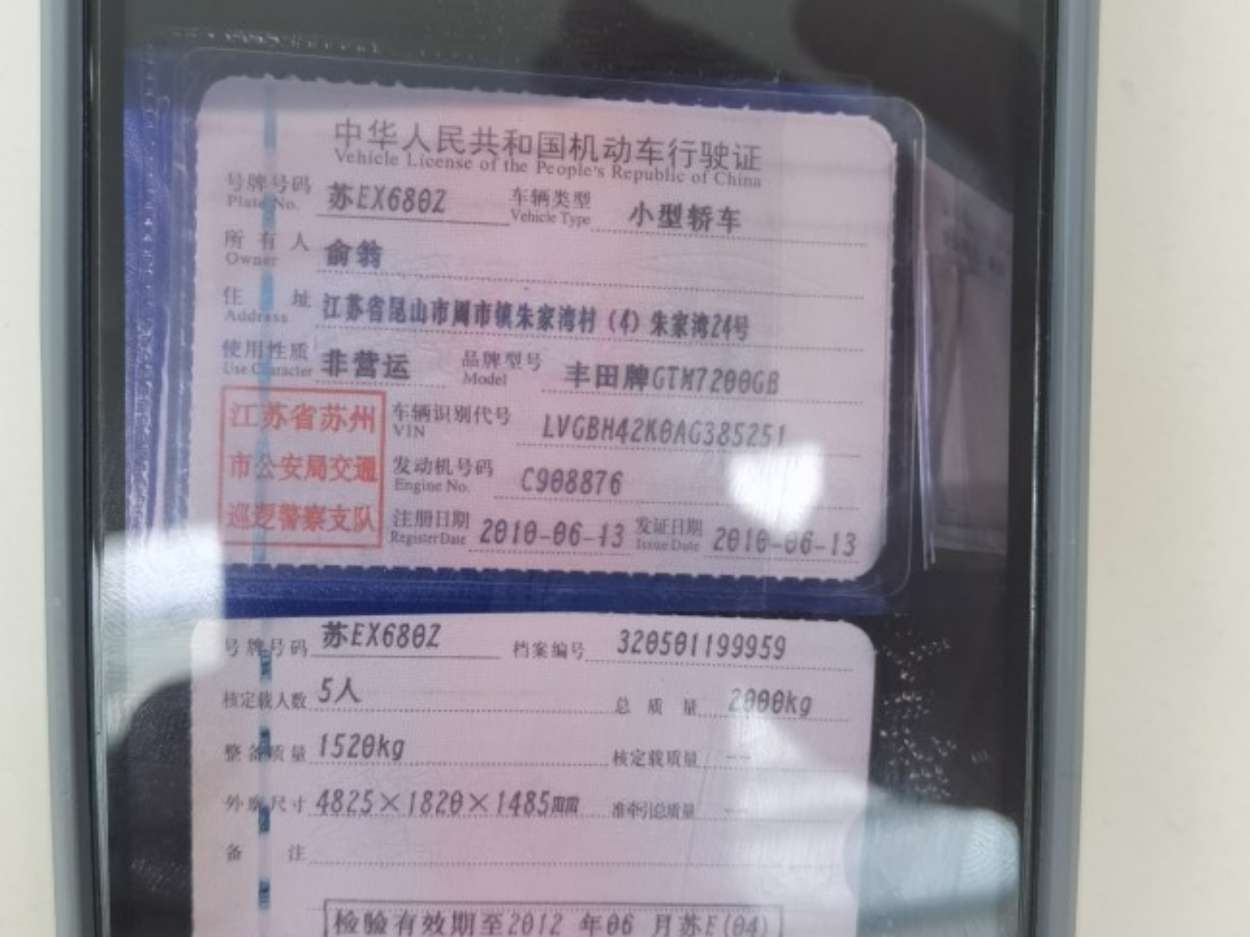 中华人民共和国机动车行驶证
Vehicle License of the People's Republic of China
号牌号码 苏EX680Z 车辆类型 小型轿车
Plate No. Vehicle Type
所有人 俞翁
Owner
住址 江苏省昆山市周市镇朱家湾村（4）朱家湾24号
Address
使用性质 非营运 品牌型号 丰田牌GTM7200GB
Use Character Model
江苏省苏州
市公安局交通
巡逻警察支队
车辆识别代号 LVGBH42K0AG385251
VIN
发动机号码 C908876
Engine No.
注册日期 2010-06-13 发证日期 2010-06-13
Register Date Issue Date
号牌号码 苏EX680Z 档案编号 320501199959
核定载人数 5人 总质量 2000kg
整备质量 1520kg 核定载质量 --
外廓尺寸 4825×1820×1485mm 准牵引总质量 --
备注
检验有效期至2012 年06 月苏E(04)